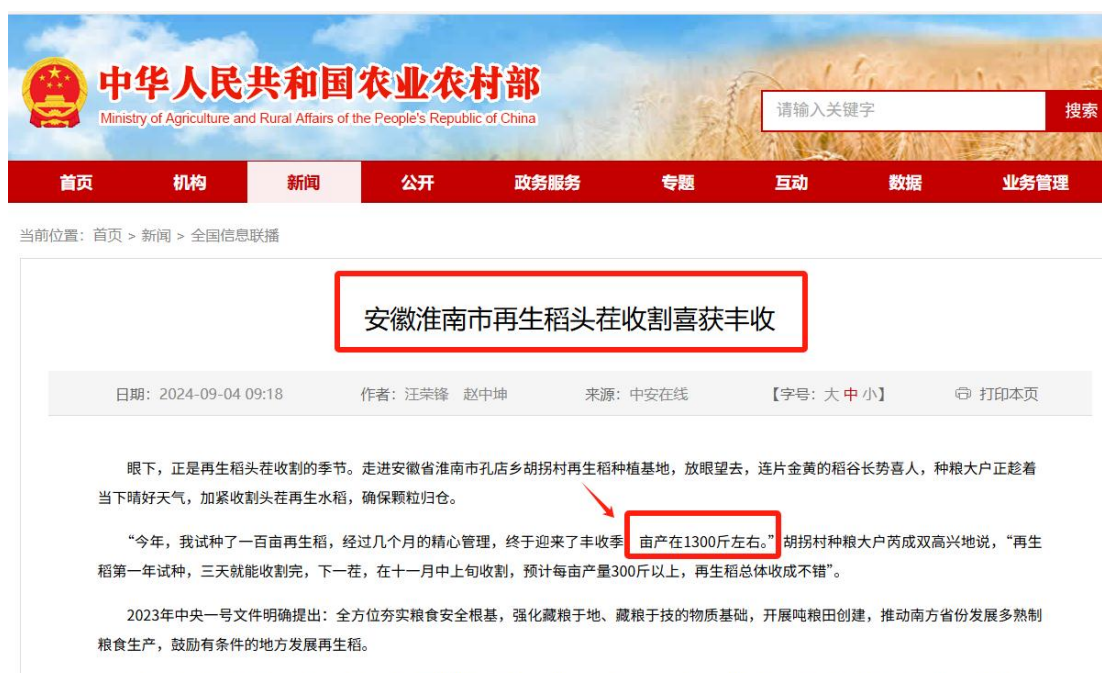 中华人民共和国农业农村部
Ministry of Agriculture and Rural Affairs of the People's Republic of China
请输入关键字 搜索
首页 机构 新闻 公开 政务服务 专题 互动 数据 业务管理
当前位置：首页 > 新闻 > 全国信息联播
安徽淮南市再生稻头茬收割喜获丰收
日期：2024-09-04 09:18 作者：汪荣锋 赵中坤 来源：中安在线 【字号：大 中 小】 打印本页
眼下，正是再生稻头茬收割的季节。走进安徽省淮南市孔店乡胡拐村再生稻种植基地，放眼望去，连片金黄的稻谷长势喜人，种粮大户正趁着
当下晴好天气，加紧收割头茬再生水稻，确保颗粒归仓。
“今年，我试种了一百亩再生稻，经过几个月的精心管理，终于迎来了丰收季，亩产在1300斤左右。”胡拐村种粮大户芮成双高兴地说，“再生
稻第一年试种，三天就能收割完，下一茬，在十一月中上旬收割，预计每亩产量300斤以上，再生稻总体收成不错”。
2023年中央一号文件明确提出：全方位夯实粮食安全根基，强化藏粮于地、藏粮于技的物质基础，开展吨粮田创建，推动南方省份发展多熟制
粮食生产，鼓励有条件的地方发展再生稻。